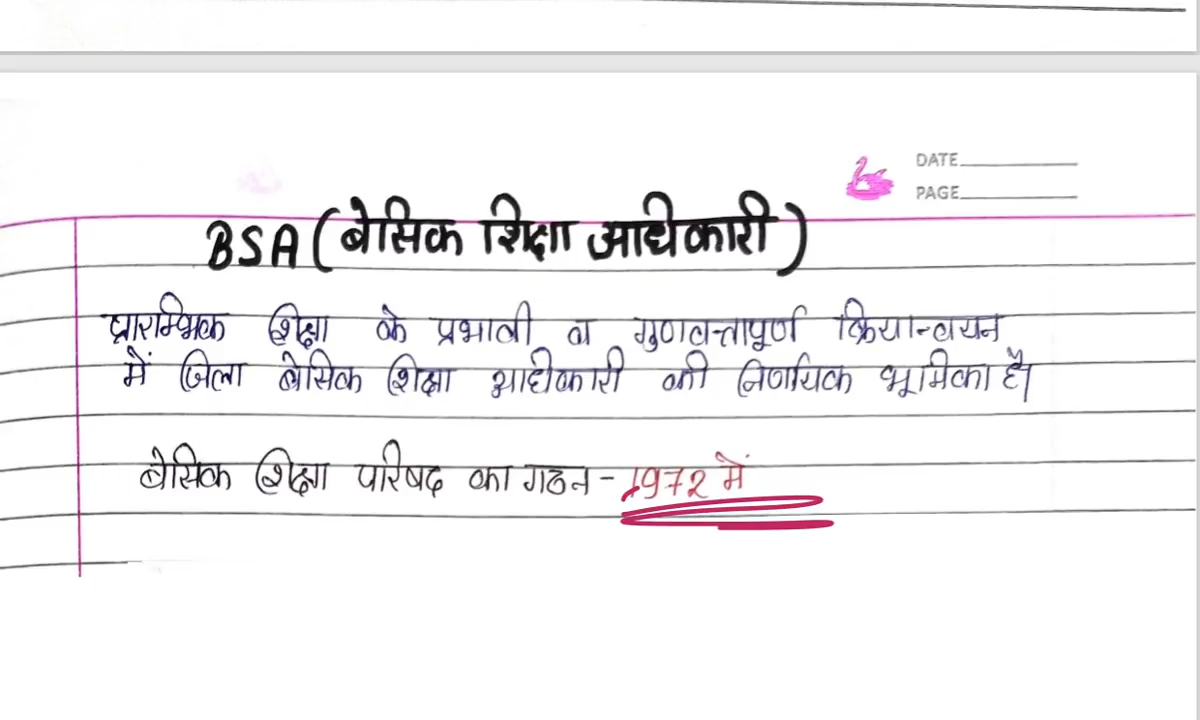 DATE
PAGE
BSA (बेसिक शिक्षा अधिकारी)
प्रारम्भिक शिक्षा के प्रभावी व गुणवत्तापूर्ण क्रियान्वयन
में जिला बेसिक शिक्षा अधिकारी की निर्णायक भूमिका है।
बेसिक शिक्षा परिषद का गठन - 1972 में